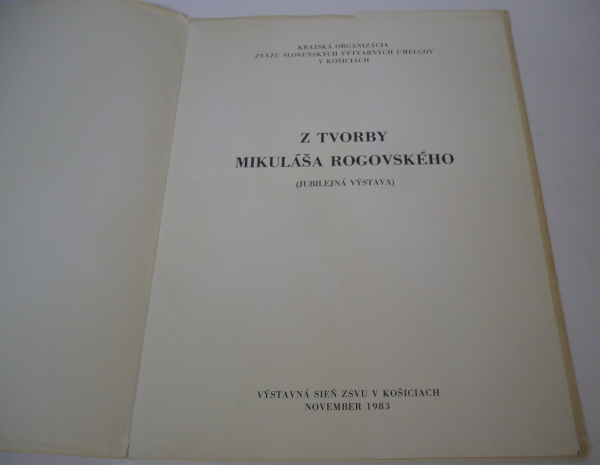 KRAJSKÁ ORGANIZÁCIA
ZVÄZU SLOVENSKÝCH VÝTVARNÝCH UMELCOV
V KOŠICIACH
Z TVORBY
MIKULÁŠA ROGOVSKÉHO
(JUBILEJNÁ VÝSTAVA)
VÝSTAVNÁ SIEŇ ZSVU V KOŠICIACH
NOVEMBER 1983